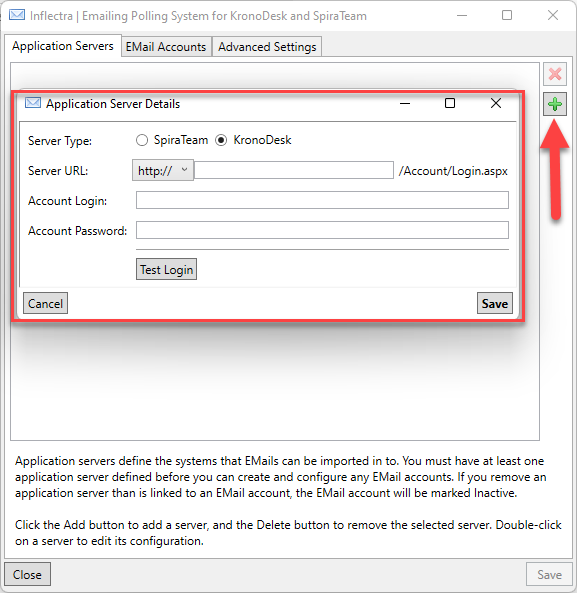 Inflectra | Emailing Polling System for KronoDesk and SpiraTeam
Application Servers EMail Accounts Advanced Settings
Application Server Details
Server Type: SpiraTeam KronoDesk
Server URL: http:// /Account/Login.aspx
Account Login:
Account Password:
Test Login
Cancel Save
Application servers define the systems that EMails can be imported in to. You must have at least one
application server defined before you can create and configure any EMail accounts. If you remove an
application server than is linked to an EMail account, the EMail account will be marked Inactive.
Click the Add button to add a server, and the Delete button to remove the selected server. Double-click
on a server to edit its configuration.
Close Save